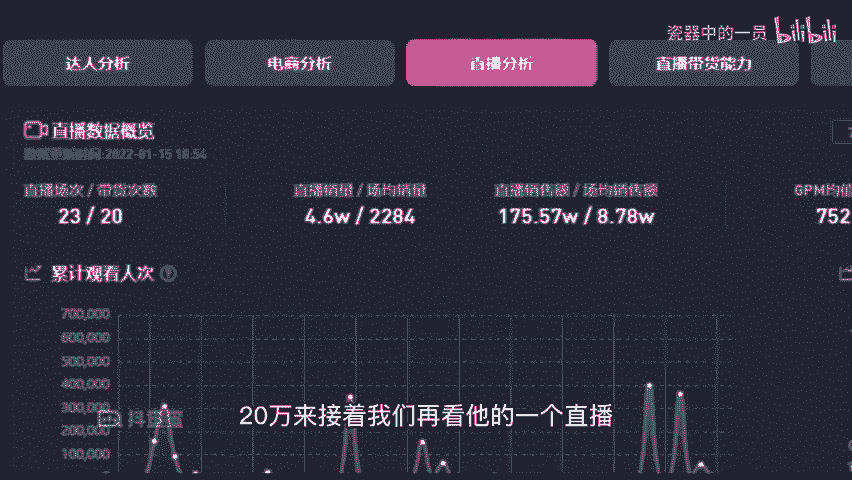 瓷器中的一员 bilibili
达人分析 电商分析 直播分析 直播带货能力
直播数据概览
数据更新时间:2022-01-15 18:54
直播场次 / 带货次数 直播销量 / 场均销量 直播销售额 / 场均销售额 GPM均值
23 / 20 4.6w / 2284 175.57w / 8.78w 752
累计观看人次
700,000
600,000
500,000
400,000
300,000
200,000
100,000
20万来接着我们再看他的一个直播